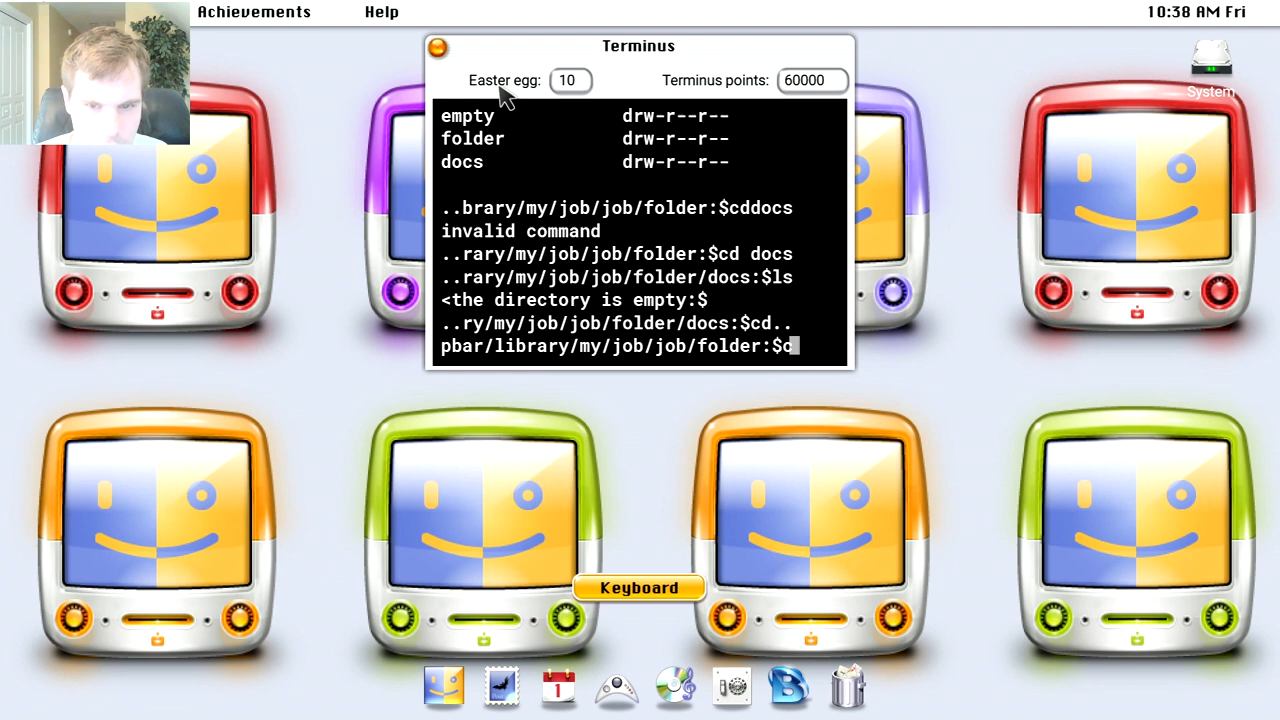 Achievements
Help
10:38 AM Fri
Terminus
Easter egg: 10
Terminus points: 60000
System
empty drw-r--r--
folder drw-r--r--
docs drw-r--r--
..brary/my/job/job/folder:$cddocs
invalid command
..rary/my/job/job/folder:$cd docs
..rary/my/job/job/folder/docs:$ls
<the directory is empty:$
..ry/my/job/job/folder/docs:$cd..
pbar/library/my/job/job/folder:$c
Keyboard
1
B